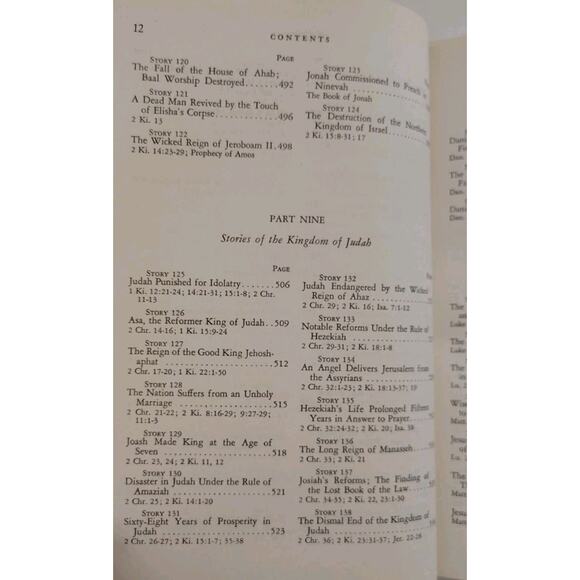 12
CONTENTS
PAGE
STORY 120
The Fall of the House of Ahab;
Baal Worship Destroyed.......492
STORY 121
A Dead Man Revived by the Touch
of Elisha's Corpse...........496
2 Ki. 13
STORY 122
The Wicked Reign of Jeroboam II.498
2 Ki. 14:23-29; Prophecy of Amos
STORY 123
Jonah Commissioned to Preach in
Ninevah
The Book of Jonah
STORY 124
The Destruction of the Northern
Kingdom of Israel
2 Ki. 15:8-31; 17
PART NINE
Stories of the Kingdom of Judah
PAGE
STORY 125
Judah Punished for Idolatry......506
1 Ki. 12:21-24; 14:21-31; 15:1-8; 2 Chr.
11-13
STORY 126
Asa, the Reformer King of Judah..509
2 Chr. 14-16; 1 Ki. 15:9-24
STORY 127
The Reign of the Good King Jehosh-
aphat .......................512
2 Chr. 17-20; 1 Ki. 22:1-50
STORY 128
The Nation Suffers from an Unholy
Marriage ....................515
2 Chr. 21-22; 2 Ki. 8:16-29; 9:27-29;
11:1-3
STORY 129
Joash Made King at the Age of
Seven .......................518
2 Chr. 23, 24; 2 Ki. 11, 12
STORY 130
Disaster in Judah Under the Rule of
Amaziah .....................521
2 Chr. 25; 2 Ki. 14:1-20
STORY 131
Sixty-Eight Years of Prosperity in
Judah .......................523
2 Chr. 26-27; 2 Ki. 15:1-7; 35-38
STORY 132
Judah Endangered by the Wicked
Reign of Ahaz
2 Chr. 29; 2 Ki. 16; Isa. 7:1-12
STORY 133
Notable Reforms Under the Rule of
Hezekiah
2 Chr. 29-31; 2 Ki. 18:1-8
STORY 134
An Angel Delivers Jerusalem from
the Assyrians
2 Chr. 32:1-23; 2 Ki. 18:13-37; 19
STORY 135
Hezekiah's Life Prolonged Fifteen
Years in Answer to Prayer
2 Chr. 32:24-32; 2 Ki. 20; Isa. 38
STORY 136
The Long Reign of Manasseh
2 Chr. 33; 2 Ki. 21
STORY 137
Josiah's Reforms; The Finding of
the Lost Book of the Law
2 Chr. 34-35; 2 Ki. 22, 23:1-30
STORY 138
The Dismal End of the Kingdom of
Judah
2 Chr. 36; 2 Ki. 23:31-37; Jer. 22-28